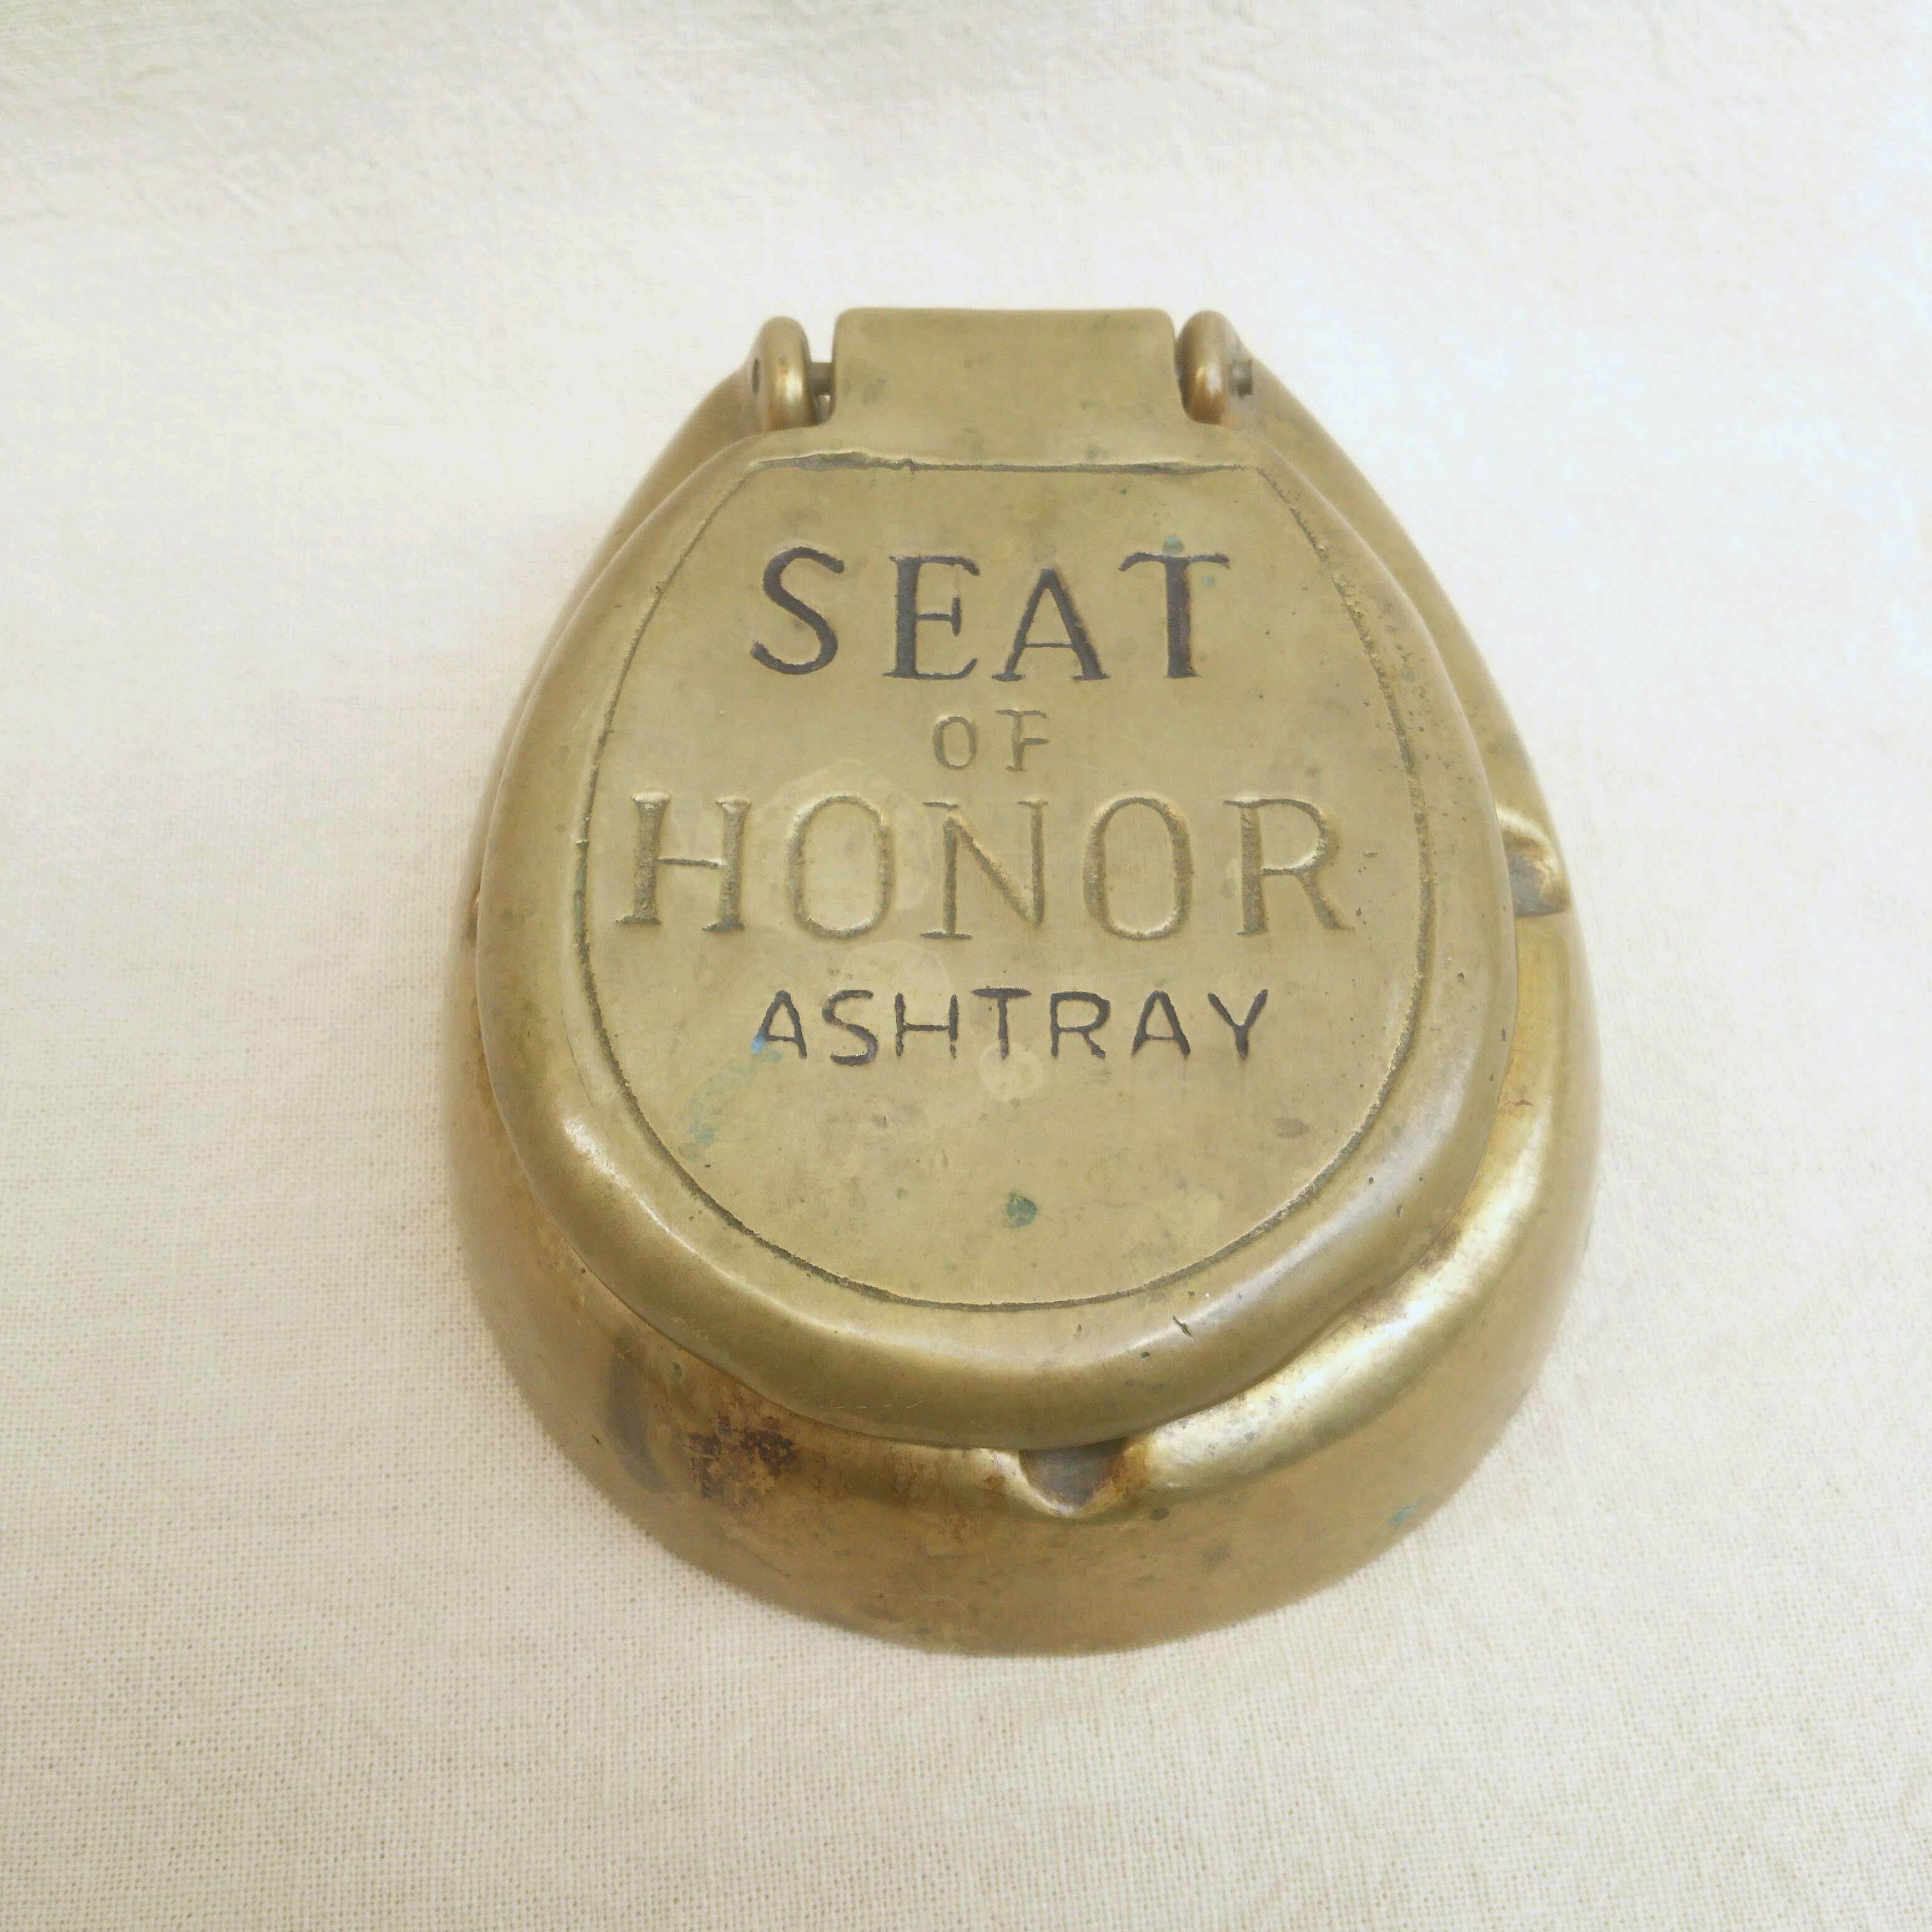 SEAT
OF
HONOR
ASHTRAY